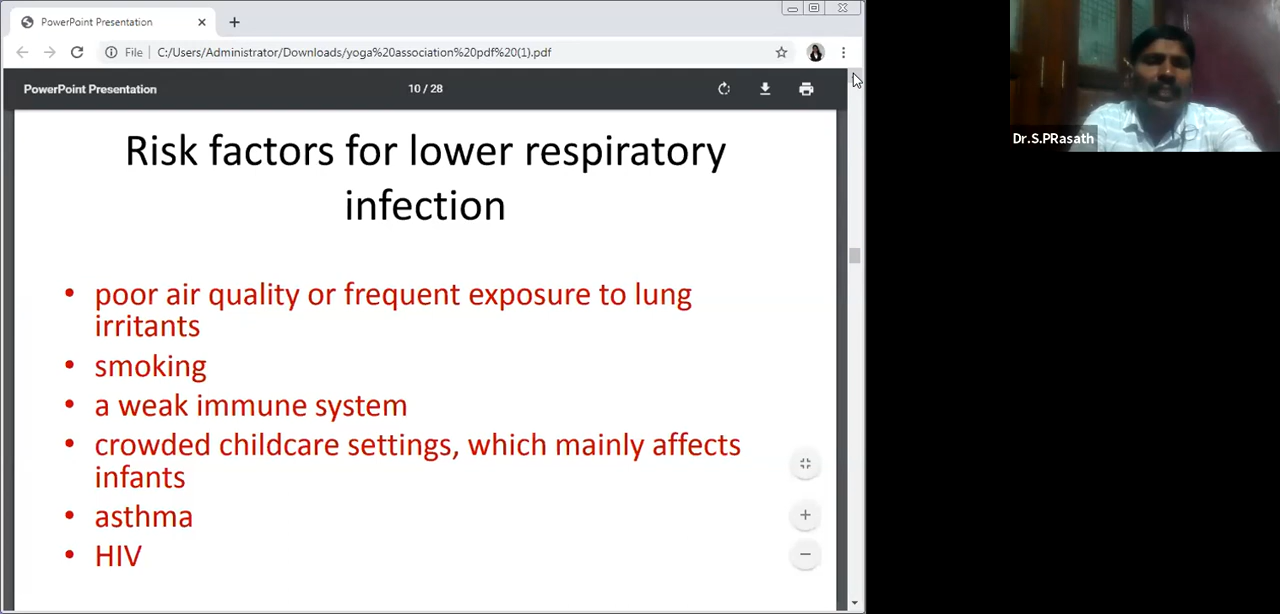 PowerPoint Presentation
File C:/Users/Administrator/Downloads/yoga%20association%20pdf%20(1).pdf
PowerPoint Presentation 10 / 28
Risk factors for lower respiratory
infection
• poor air quality or frequent exposure to lung
irritants
• smoking
• a weak immune system
• crowded childcare settings, which mainly affects
infants
• asthma
• HIV
Dr.S.PRasath